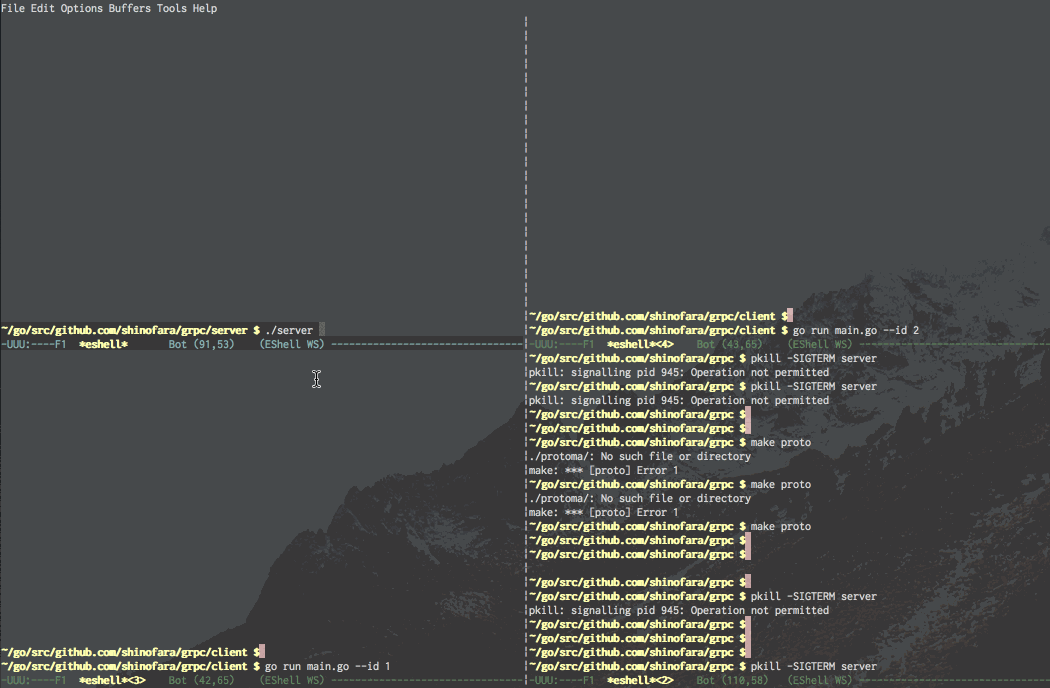 File Edit Options Buffers Tools Help
~/go/src/github.com/shinofara/grpc/server $ ./server
-UUU:----F1 *eshell* Bot (91,53) (EShell WS) ----------------------------
~/go/src/github.com/shinofara/grpc/client $
~/go/src/github.com/shinofara/grpc/client $ go run main.go --id 1
-UUU:----F1 *eshell*<3> Bot (42,65) (EShell WS) ----------------------------
~/go/src/github.com/shinofara/grpc/client $
~/go/src/github.com/shinofara/grpc/client $ go run main.go --id 2
-UUU:----F1 *eshell*<4> Bot (43,65) (EShell WS) ----------------------------
~/go/src/github.com/shinofara/grpc $ pkill -SIGTERM server
pkill: signalling pid 945: Operation not permitted
~/go/src/github.com/shinofara/grpc $ pkill -SIGTERM server
pkill: signalling pid 945: Operation not permitted
~/go/src/github.com/shinofara/grpc $
~/go/src/github.com/shinofara/grpc $
~/go/src/github.com/shinofara/grpc $ make proto
./protoma/: No such file or directory
make: *** [proto] Error 1
~/go/src/github.com/shinofara/grpc $ make proto
./protoma/: No such file or directory
make: *** [proto] Error 1
~/go/src/github.com/shinofara/grpc $ make proto
~/go/src/github.com/shinofara/grpc $
~/go/src/github.com/shinofara/grpc $
~/go/src/github.com/shinofara/grpc $
~/go/src/github.com/shinofara/grpc $ pkill -SIGTERM server
pkill: signalling pid 945: Operation not permitted
~/go/src/github.com/shinofara/grpc $
~/go/src/github.com/shinofara/grpc $
~/go/src/github.com/shinofara/grpc $
~/go/src/github.com/shinofara/grpc $ pkill -SIGTERM server
-UUU:----F1 *eshell*<2> Bot (110,58) (EShell WS) ----------------------------